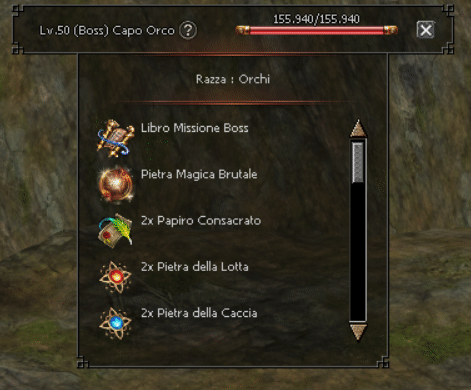 155.940/155.940
Lv.50 (Boss) Capo Orco ?
Razza : Orchi
Libro Missione Boss
Pietra Magica Brutale
2x Papiro Consacrato
2x Pietra della Lotta
2x Pietra della Caccia